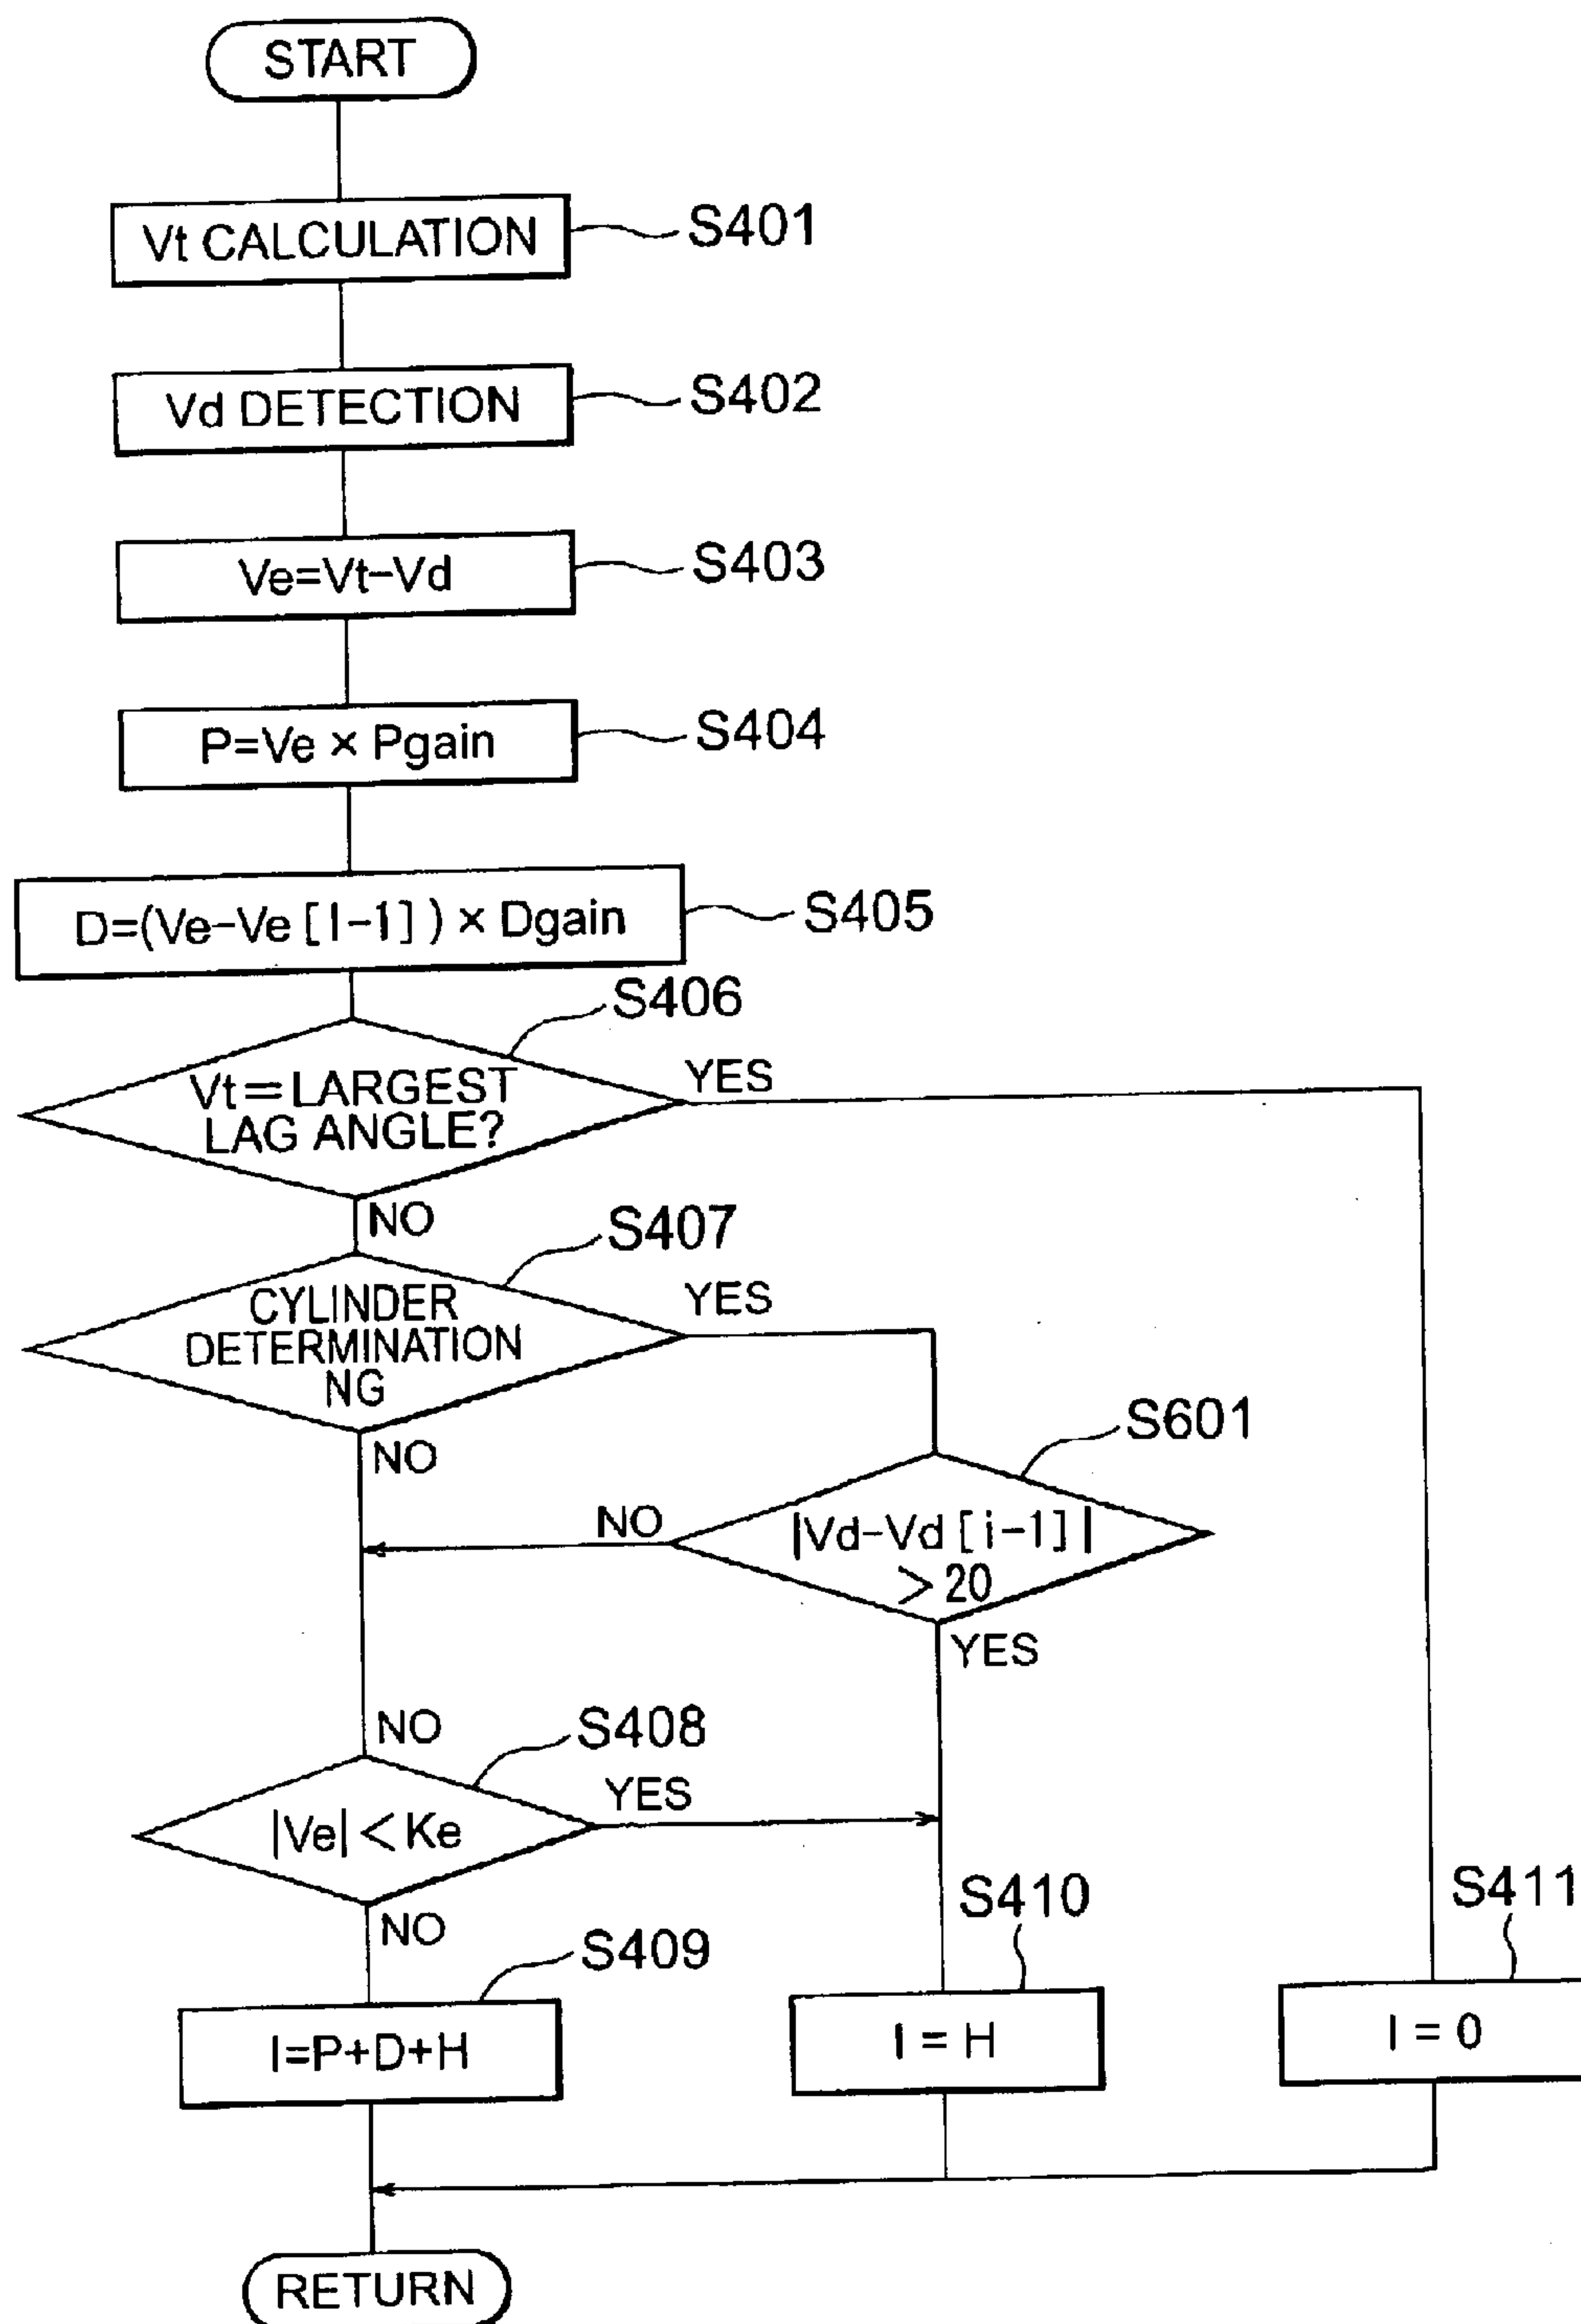 START
Vt CALCULATION
S401
Vd DETECTION
S402
Ve=Vt-Vd
S403
P=Ve × Pgain
S404
D=(Ve-Ve [I-1] ) × Dgain
S405
S406
Vt=LARGEST
LAG ANGLE?
YES
NO
S407
CYLINDER
DETERMINATION
NG
YES
NO
S601
|Vd-Vd [i-1] |
> 20
NO
YES
NO
S408
|Ve| < Ke
YES
NO
S409
I=P+D+H
S410
I = H
S411
I = 0
RETURN